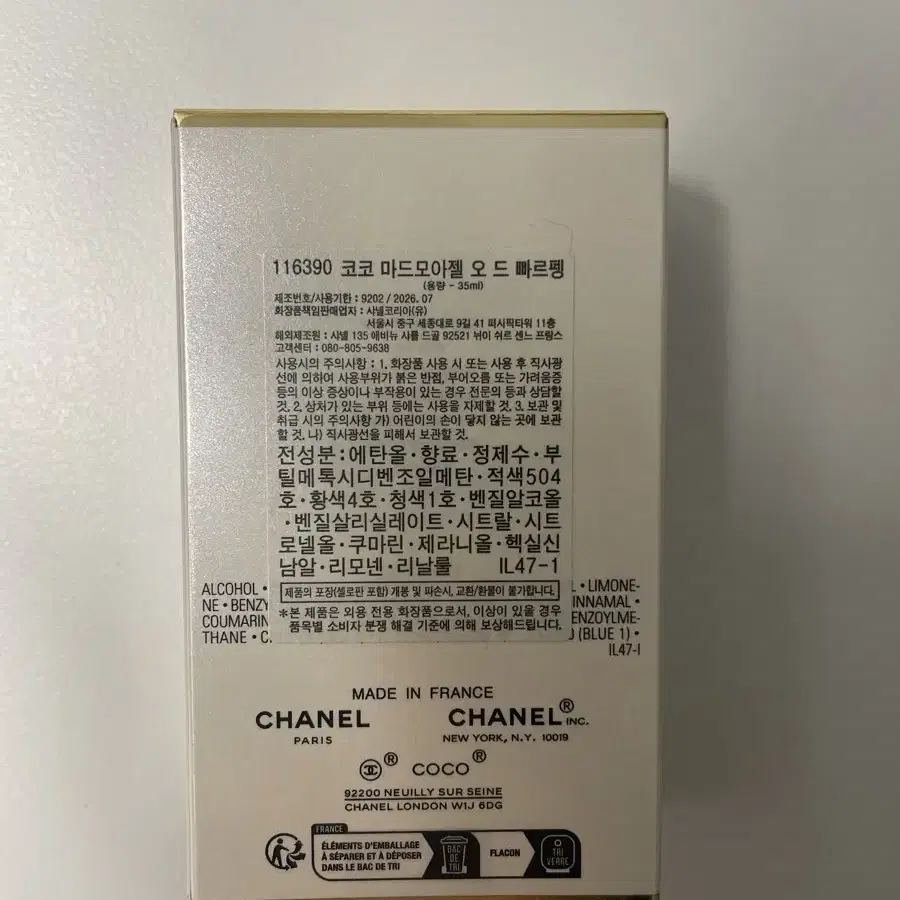 116390 코코 마드모아젤 오 드 빠르펭
(용량 - 35ml)
제조번호/사용기한 : 9202 / 2026. 07
화장품책임판매업자 : 샤넬코리아(유)
서울시 중구 세종대로 9길 41 퍼시픽타워 11층
해외제조원 : 샤넬 135 애비뉴 샤를 드골 92521 뉘이 쉬르 센느 프랑스
고객센터 : 080-805-9638
사용시의 주의사항 : 1. 화장품 사용 시 또는 사용 후 직사광
선에 의하여 사용부위가 붉은 반점, 부어오름 또는 가려움증
등의 이상 증상이나 부작용이 있는 경우 전문의 등과 상담할
것. 2. 상처가 있는 부위 등에는 사용을 자제할 것. 3. 보관 및
취급 시의 주의사항 가) 어린이의 손이 닿지 않는 곳에 보관
할 것. 나) 직사광선을 피해서 보관할 것.
전성분 : 에탄올 · 향료 · 정제수 · 부
틸메톡시디벤조일메탄 · 적색504
호 · 황색4호 · 청색1호 · 벤질알코올
· 벤질살리실레이트 · 시트랄 · 시트
로넬올 · 쿠마린 · 제라니올 · 헥실신
남알 · 리모넨 · 리날룰 IL47-1
제품의 포장(셀로판 포함) 개봉 및 파손시, 교환/환불이 불가합니다.
*본 제품은 외용 전용 화장품으로서, 이상이 있을 경우
품목별 소비자 분쟁 해결 기준에 의해 보상해드립니다.
ALCOHOL • L • LIMONE-
NE • BENZY INNAMAL •
COUMARIN ENZOYLME-
THANE • C (BLUE 1) •
IL47-I
MADE IN FRANCE
CHANEL CHANEL® INC.
PARIS NEW YORK, N.Y. 10019
® COCO®
92200 NEUILLY SUR SEINE
CHANEL LONDON W1J 6DG
FRANCE
ÉLÉMENTS D'EMBALLAGE
À SÉPARER ET À DÉPOSER
DANS LE BAC DE TRI
BAC
DE
TRI
FLACON
TRI
VERRE